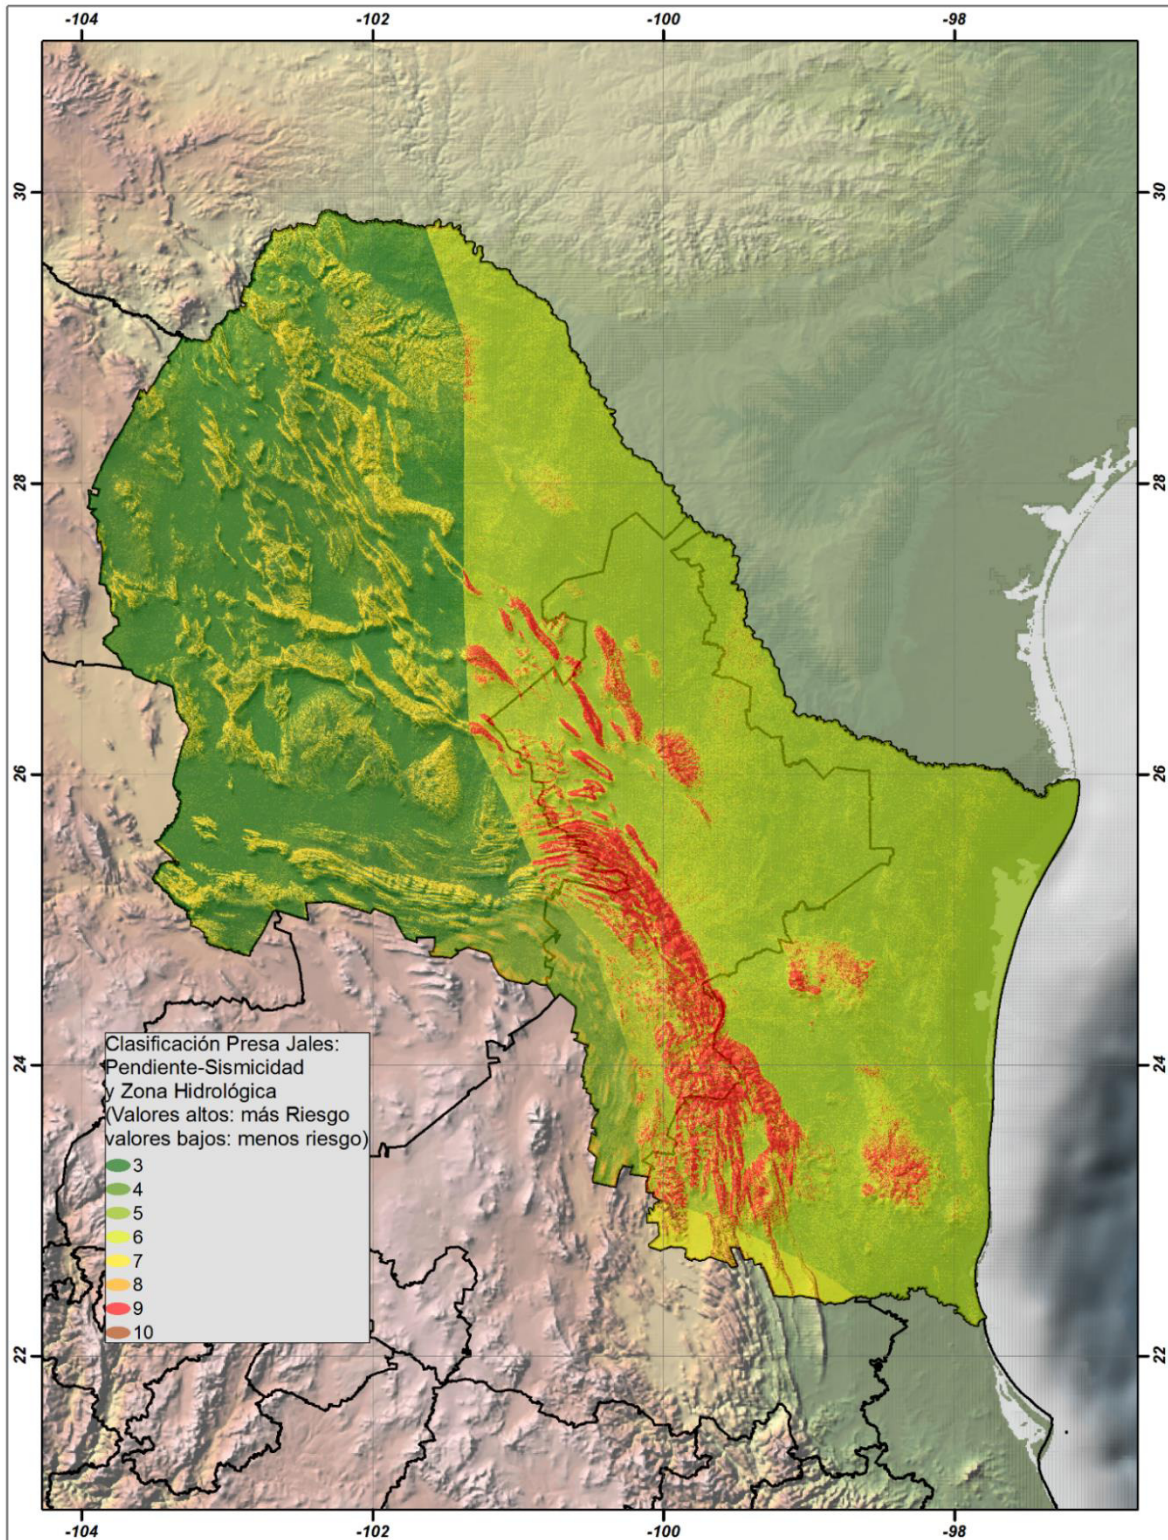 -104 -102 -100 -98
30 30
28 28
26 26
24 24
22 22
Clasificación Presa Jales:
Pendiente-Sismicidad
y Zona Hidrológica
(Valores altos: más Riesgo
valores bajos: menos riesgo)
3
4
5
6
7
8
9
10
-104 -102 -100 -98